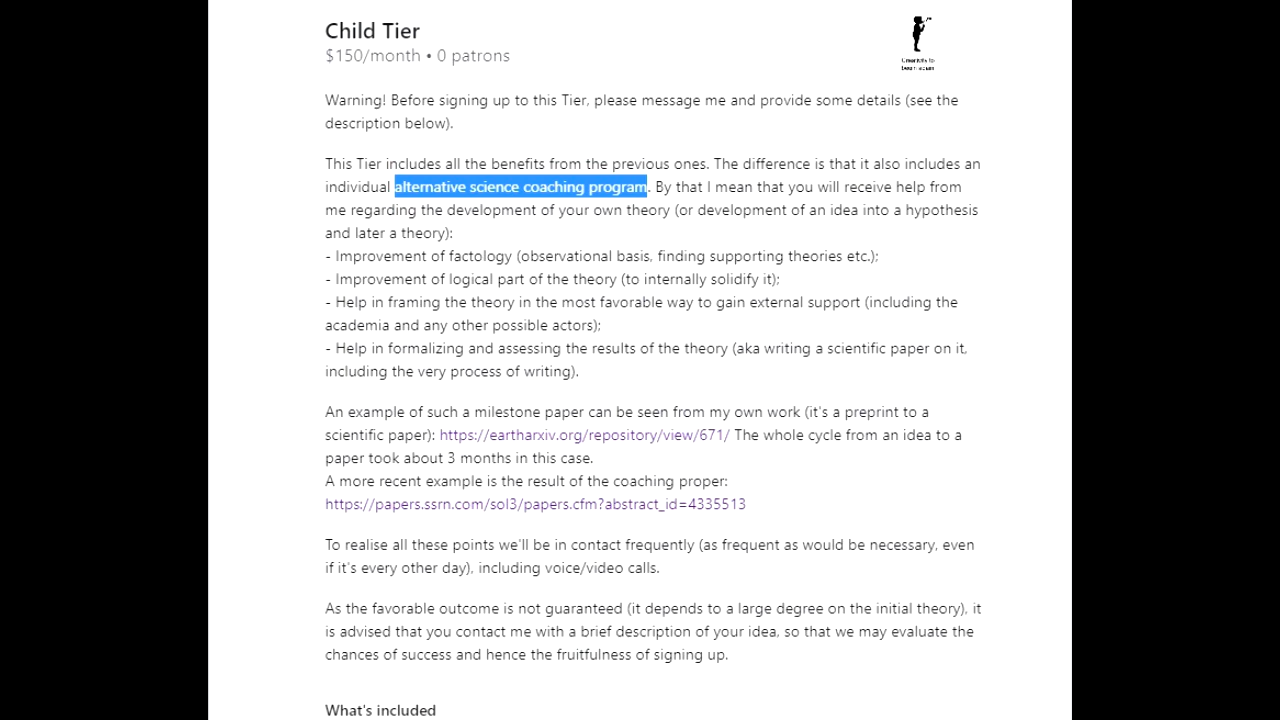 Child Tier
$150/month • 0 patrons
Warning! Before signing up to this Tier, please message me and provide some details (see the
description below).
This Tier includes all the benefits from the previous ones. The difference is that it also includes an
individual alternative science coaching program. By that I mean that you will receive help from
me regarding the development of your own theory (or development of an idea into a hypothesis
and later a theory):
- Improvement of factology (observational basis, finding supporting theories etc.);
- Improvement of logical part of the theory (to internally solidify it);
- Help in framing the theory in the most favorable way to gain external support (including the
academia and any other possible actors);
- Help in formalizing and assessing the results of the theory (aka writing a scientific paper on it,
including the very process of writing).
An example of such a milestone paper can be seen from my own work (it's a preprint to a
scientific paper): https://eartharxiv.org/repository/view/671/ The whole cycle from an idea to a
paper took about 3 months in this case.
A more recent example is the result of the coaching proper:
https://papers.ssrn.com/sol3/papers.cfm?abstract_id=4335513
To realise all these points we'll be in contact frequently (as frequent as would be necessary, even
if it's every other day), including voice/video calls.
As the favorable outcome is not guaranteed (it depends to a large degree on the initial theory), it
is advised that you contact me with a brief description of your idea, so that we may evaluate the
chances of success and hence the fruitfulness of signing up.
What's included